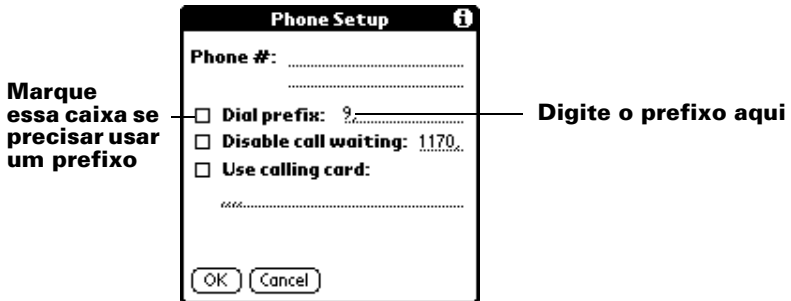 Phone Setup
Phone #:
Marque
essa caixa se
precisar usar
um prefixo
Dial prefix: 9,
Digite o prefixo aqui
Disable call waiting: 1170,
Use calling card:
,,,,
OK Cancel